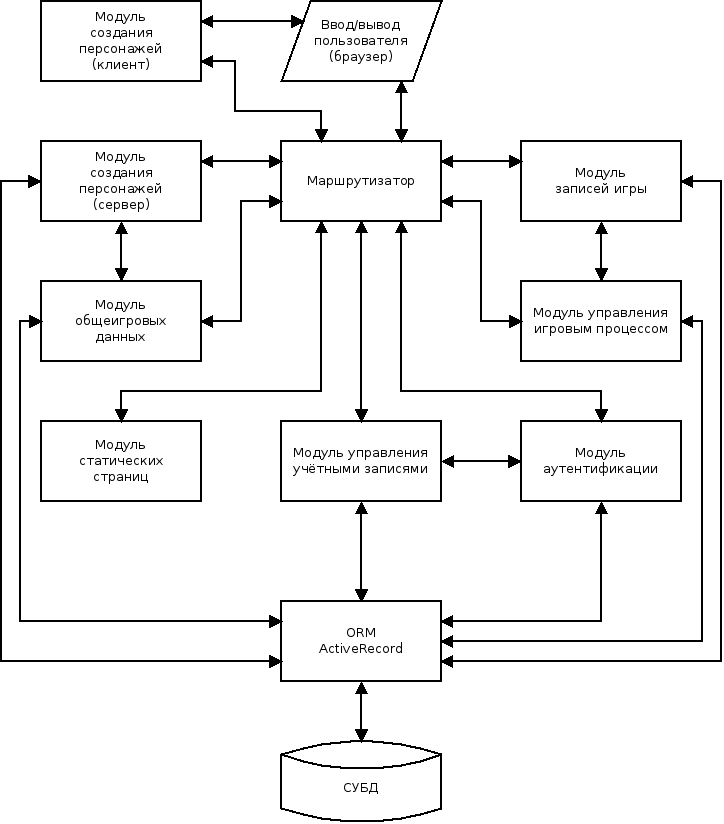 Модуль
создания
персонажей
(клиент)
Ввод/вывод
пользователя
(браузер)
Модуль
создания
персонажей
(сервер)
Маршрутизатор
Модуль
записей игры
Модуль
общеигровых
данных
Модуль управления
игровым процессом
Модуль
статических
страниц
Модуль управления
учётными записями
Модуль
аутентификации
ORM
ActiveRecord
СУБД